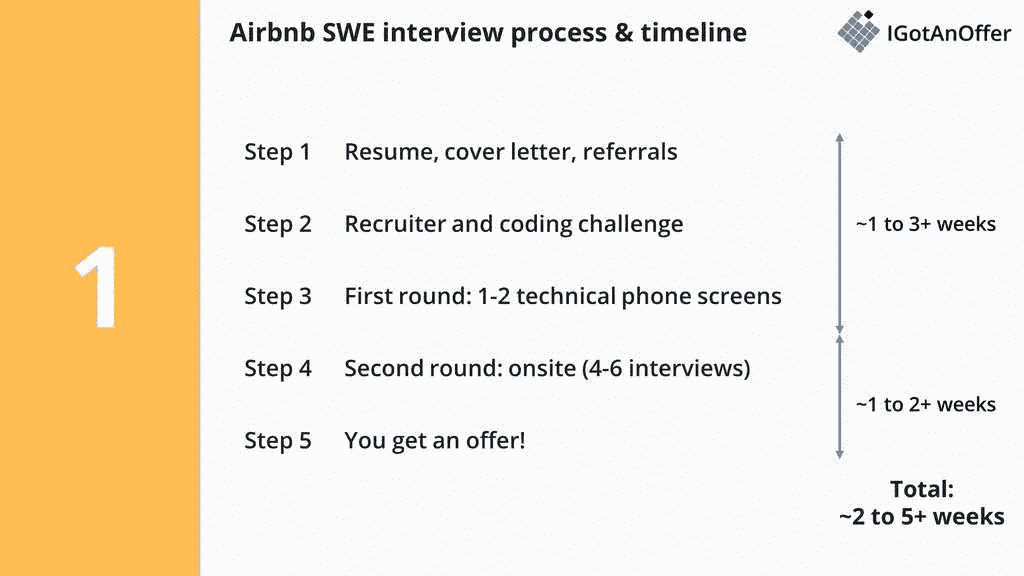 Airbnb SWE interview process & timeline
IGotAnOffer
1
Step 1 Resume, cover letter, referrals
Step 2 Recruiter and coding challenge
~1 to 3+ weeks
Step 3 First round: 1-2 technical phone screens
Step 4 Second round: onsite (4-6 interviews)
~1 to 2+ weeks
Step 5 You get an offer!
Total:
~2 to 5+ weeks